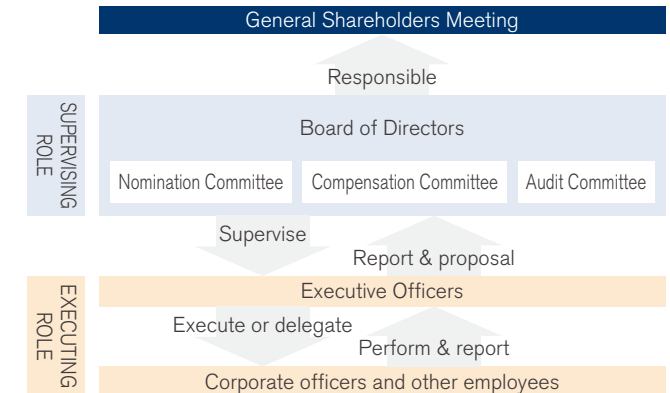 General Shareholders Meeting
Responsible
SUPERVISING
ROLE
Board of Directors
Nomination Committee
Compensation Committee
Audit Committee
Supervise
Report & proposal
EXECUTING
ROLE
Executive Officers
Execute or delegate
Perform & report
Corporate officers and other employees